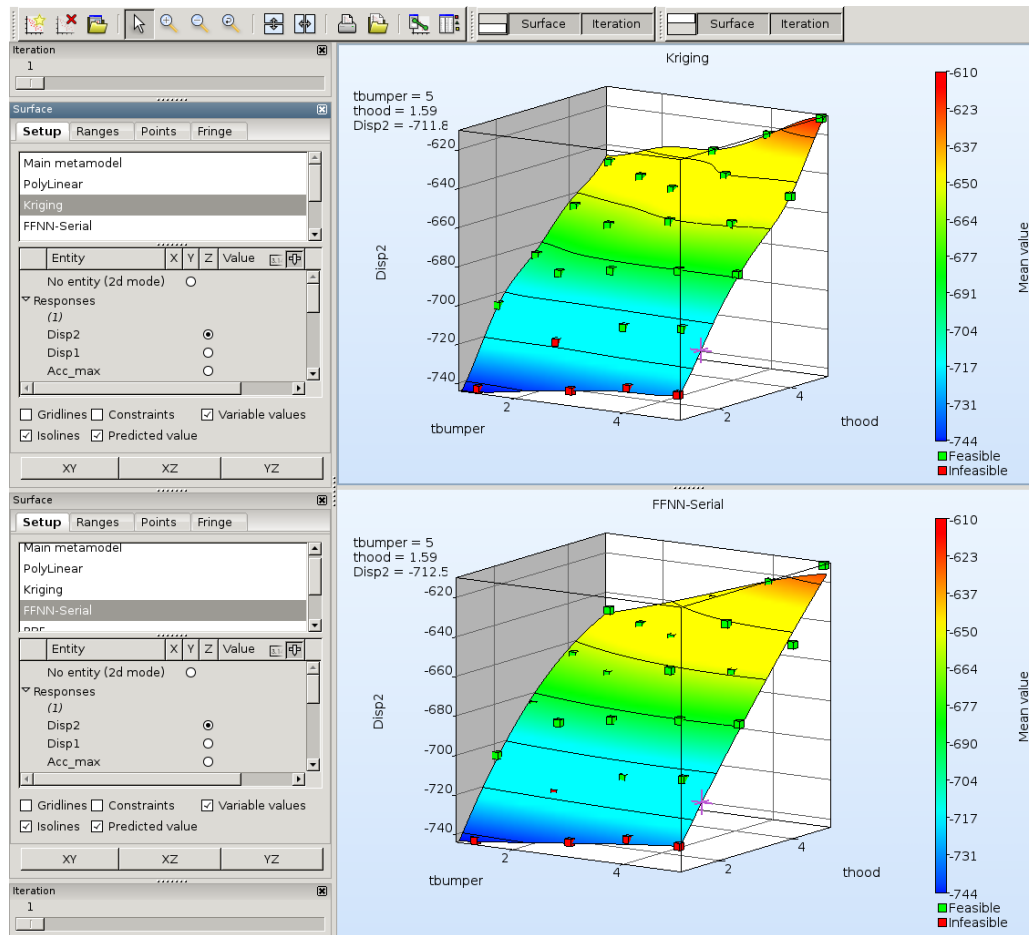 Surface Iteration Surface Iteration
Iteration
1
Surface
Setup Ranges Points Fringe
Main metamodel
PolyLinear
Kriging
FFNN-Serial
Entity X Y Z Value
No entity (2d mode)
Responses
(1)
Disp2
Disp1
Acc_max
Gridlines Constraints Variable values
Isolines Predicted value
XY XZ YZ
Surface
Setup Ranges Points Fringe
Main metamodel
PolyLinear
Kriging
FFNN-Serial
Entity X Y Z Value
No entity (2d mode)
Responses
(1)
Disp2
Disp1
Acc_max
Gridlines Constraints Variable values
Isolines Predicted value
XY XZ YZ
Iteration
1
Kriging
tbumper = 5
thood = 1.59
Disp2 = -711.8
-620
-640
-660
-680
-700
-720
-740
Disp2
2
4
tbumper
2
4
thood
-610
-623
-637
-650
-664
-677
-691
-704
-717
-731
-744
Mean value
Feasible
Infeasible
FFNN-Serial
tbumper = 5
thood = 1.59
Disp2 = -712.5
-620
-640
-660
-680
-700
-720
-740
Disp2
2
4
tbumper
2
4
thood
-610
-623
-637
-650
-664
-677
-690
-704
-717
-731
-744
Mean value
Feasible
Infeasible